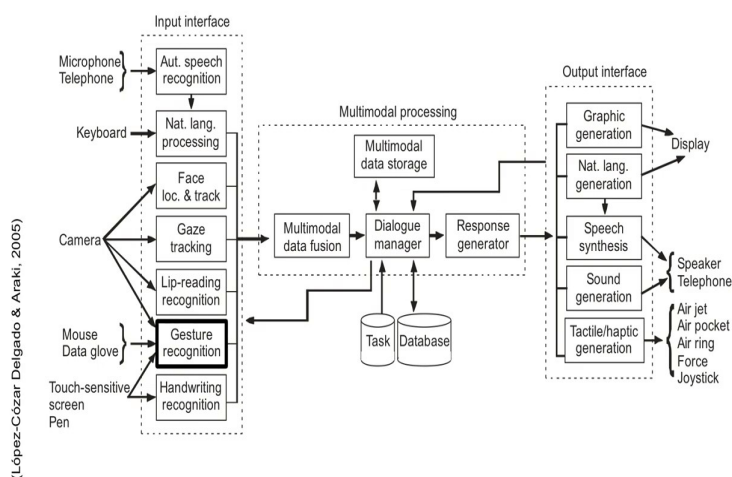 Input interface
Microphone
Telephone
Aut. speech
recognition
Keyboard
Nat. lang.
processing
Face
loc. & track
Camera
Gaze
tracking
Lip-reading
recognition
Mouse
Data glove
Gesture
recognition
Touch-sensitive
screen
Pen
Handwriting
recognition
Multimodal processing
Multimodal
data storage
Multimodal
data fusion
Dialogue
manager
Response
generator
Task
Database
Output interface
Graphic
generation
Display
Nat. lang.
generation
Speech
synthesis
Speaker
Telephone
Sound
generation
Tactile/haptic
generation
Air jet
Air pocket
Air ring
Force
Joystick
(López-Cózar Delgado & Araki, 2005)